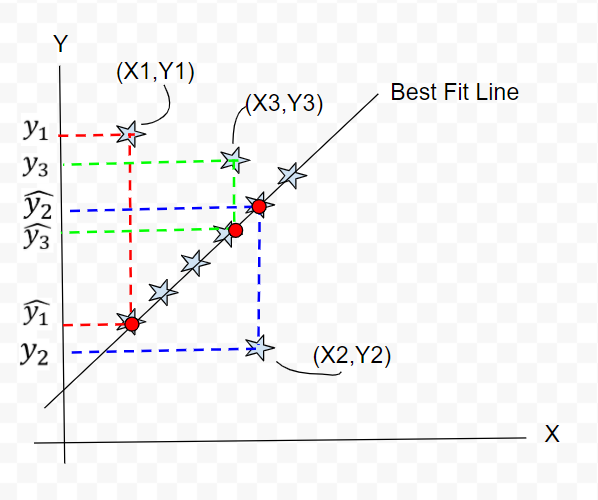 Y
(X1,Y1)
(X3,Y3)
Best Fit Line
y₁
y₃
ŷ₂
ŷ₃
ŷ₁
y₂
(X2,Y2)
X